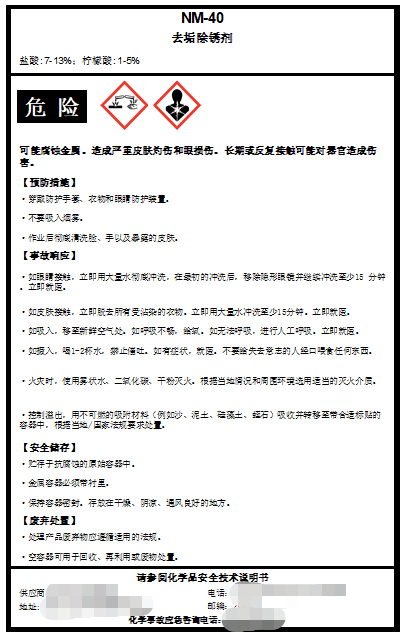 NM-40
去垢除锈剂
盐酸:7-13%; 柠檬酸:1-5%
危 险
可能腐蚀金属。造成严重皮肤灼伤和眼损伤。长期或反复接触可能对器官造成伤
害。
【预防措施】
·穿戴防护手套、衣物和眼睛防护装置。
·不要吸入烟雾。
·作业后彻底清洗脸、手以及暴露的皮肤。
【事故响应】
·如眼睛接触，立即用大量水彻底冲洗，在最初的冲洗后，移除隐形眼镜并继续冲洗至少15 分钟
。立即就医。
·如皮肤接触，立即脱去所有受沾染的衣物。立即用大量水冲洗至少15分钟。立即就医。
·如吸入，移至新鲜空气处。如呼吸不畅，给氧。如无法呼吸，进行人工呼吸。立即就医。
·如摄入，喝1-2杯水，禁止催吐。如有症状，就医。不要给失去意志的人经口喂食任何东西。
·火灾时，使用雾状水、二氧化碳、干粉灭火。根据当地情况和周围环境选用适当的灭火介质。
·控制溢出，用不可燃的吸附材料（例如沙、泥土、硅藻土、蛭石）吸收并转移至带合适标贴的
容器中，根据当地/国家法规要求处置。
【安全储存】
·贮存于抗腐蚀的原始容器中。
·金属容器必须带衬里。
·保持容器密封。存放在干燥、阴凉、通风良好的地方。
【废弃处置】
·处理产品废弃物应遵循适用的法规。
·空容器可用于回收、再利用或废物处置。
请参阅化学品安全技术说明书
供应商
电话:
地址:
邮编:
化学事故应急咨询电话: